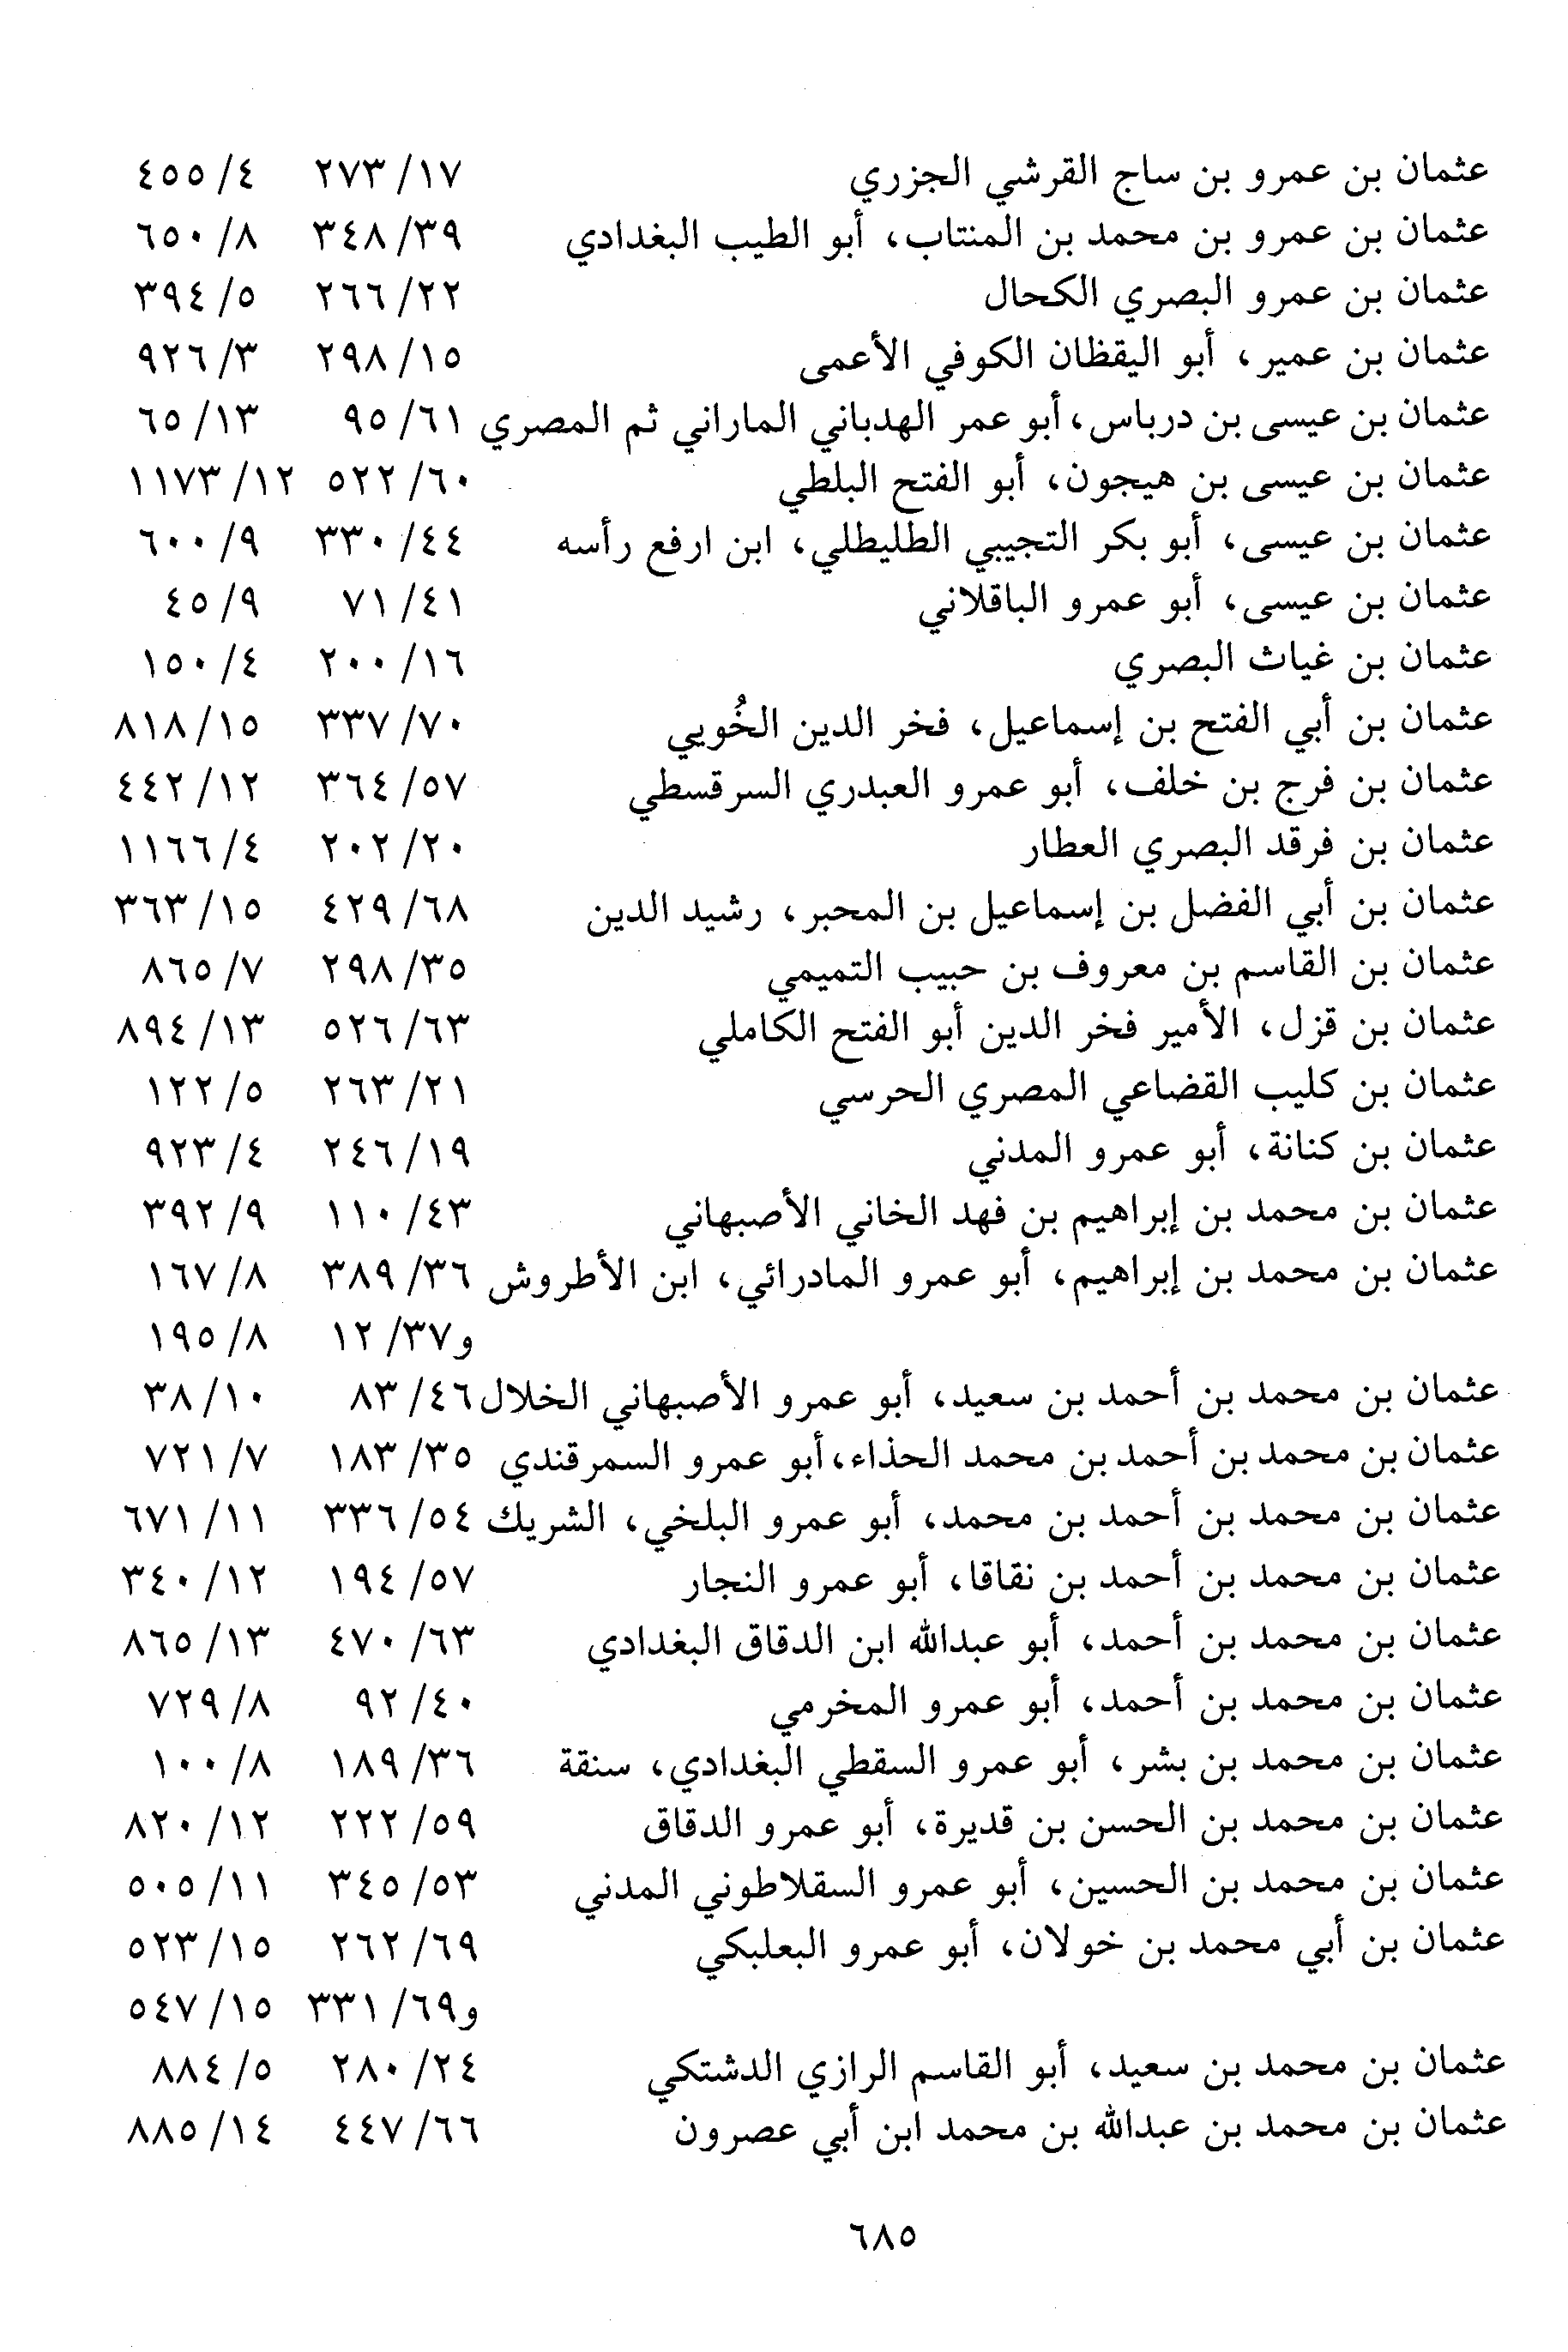 عثمان بن عمرو بن ساج القرشي الجزري ١٧/ ٢٧٣ ٤/ ٤٥٥
عثمان بن عمرو بن محمد بن المنتاب، أبو الطيب البغدادي ٣٩/ ٣٤٨ ٨/ ٦٥٠
عثمان بن عمرو البصري الكحال ٢٢/ ٢٦٦ ٥/ ٣٩٤
عثمان بن عمير، أبو اليقظان الكوفي الأعمى ١٥/ ٢٩٨ ٣/ ٩٢٦
عثمان بن عيسى بن درباس، أبو عمر الهدباني الماراني ثم المصري ٦١/ ٩٥ ١٣/ ٦٥
عثمان بن عيسى بن هيجون، أبو الفتح البلطي ٦٠/ ٥٢٢ ١٢/ ١١٧٣
عثمان بن عيسى، أبو بكر التجيبي الطليطلي، ابن ارفع رأسه ٤٤/ ٣٣٠ ٩/ ٦٠٠
عثمان بن عيسى، أبو عمرو الباقلاني ٤١/ ٧١ ٩/ ٤٥
عثمان بن غياث البصري ١٦/ ٢٠٠ ٤/ ١٥٠
عثمان بن أبي الفتح بن إسماعيل، فخر الدين الخُويي ٧٠/ ٣٣٧ ١٥/ ٨١٨
عثمان بن فرج بن خلف، أبو عمرو العبدري السرقسطي ٥٧/ ٣٦٤ ١٢/ ٤٤٢
عثمان بن فرقد البصري العطار ٢٠/ ٢٠٢ ٤/ ١١٦٦
عثمان بن أبي الفضل بن إسماعيل بن المحبر، رشيد الدين ٦٨/ ٤٢٩ ١٥/ ٣٦٣
عثمان بن القاسم بن معروف بن حبيب التميمي ٣٥/ ٢٩٨ ٧/ ٨٦٥
عثمان بن قزل، الأمير فخر الدين أبو الفتح الكاملي ٦٣/ ٥٢٦ ١٣/ ٨٩٤
عثمان بن كليب القضاعي المصري الحرسي ٢١/ ٢٦٣ ٥/ ١٢٢
عثمان بن كنانة، أبو عمرو المدني ١٩/ ٢٤٦ ٤/ ٩٢٣
عثمان بن محمد بن إبراهيم بن فهد الخاني الأصبهاني ٤٣/ ١١٠ ٩/ ٣٩٢
عثمان بن محمد بن إبراهيم، أبو عمرو المادرائي، ابن الأطروش ٣٦/ ٣٨٩ ٨/ ١٦٧
و٣٧/ ١٢ ٨/ ١٩٥
عثمان بن محمد بن أحمد بن سعيد، أبو عمرو الأصبهاني الخلال ٤٦/ ٨٣ ١٠/ ٣٨
عثمان بن محمد بن أحمد بن محمد الحذاء، أبو عمرو السمرقندي ٣٥/ ١٨٣ ٧/ ٧٢١
عثمان بن محمد بن أحمد بن محمد، أبو عمرو البلخي، الشريك ٥٤/ ٣٣٦ ١١/ ٦٧١
عثمان بن محمد بن أحمد بن نقاقا، أبو عمرو النجار ٥٧/ ١٩٤ ١٢/ ٣٤٠
عثمان بن محمد بن أحمد، أبو عبدالله ابن الدقاق البغدادي ٦٣/ ٤٧٠ ١٣/ ٨٦٥
عثمان بن محمد بن أحمد، أبو عمرو المخرمي ٤٠/ ٩٢ ٨/ ٧٢٩
عثمان بن محمد بن بشر، أبو عمرو السقطي البغدادي، سنقة ٣٦/ ١٨٩ ٨/ ١٠٠
عثمان بن محمد بن الحسن بن قديرة، أبو عمرو الدقاق ٥٩/ ٢٢٢ ١٢/ ٨٢٠
عثمان بن محمد بن الحسين، أبو عمرو السقلاطوني المدني ٥٣/ ٣٤٥ ١١/ ٥٠٥
عثمان بن أبي محمد بن خولان، أبو عمرو البعلبكي ٦٩/ ٢٦٢ ١٥/ ٥٢٣
و٦٩/ ٣٣١ ١٥/ ٥٤٧
عثمان بن محمد بن سعيد، أبو القاسم الرازي الدشتكي ٢٤/ ٢٨٠ ٥/ ٨٨٤
عثمان بن محمد بن عبدالله بن محمد ابن أبي عصرون ٦٦/ ٤٤٧ ١٤/ ٨٨٥
٦٨٥